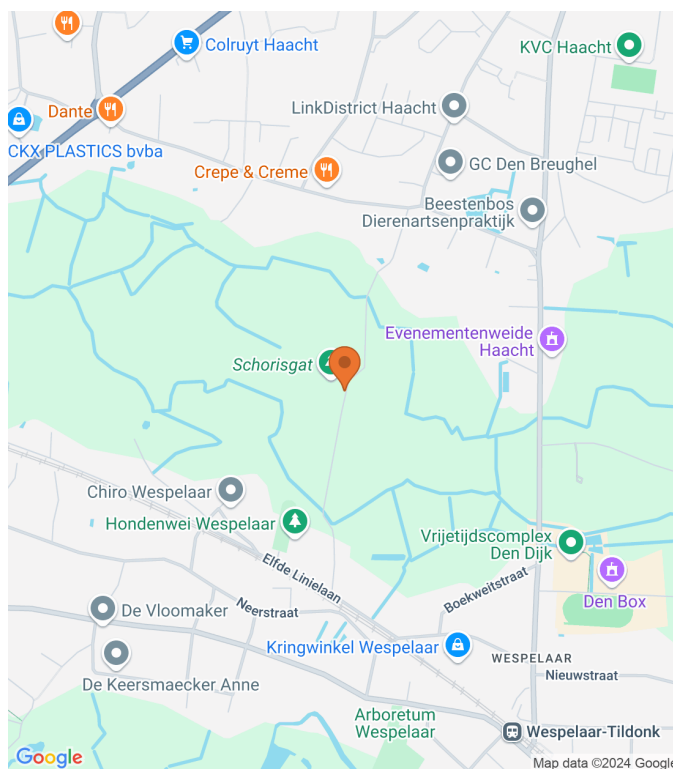 Colruyt Haacht
KVC Haacht
Dante
LinkDistrict Haacht
CKX PLASTICS bvba
Crepe & Creme
GC Den Breughel
Beestenbos
Dierenartsenpraktijk
Evenementenweide
Haacht
Schorisgat
Chiro Wespelaar
Hondenwei Wespelaar
Vrijetijdscomplex
Den Dijk
Elfde Linielaan
Boekweitstraat
Den Box
De Vloomaker
Neerstraat
Kringwinkel Wespelaar
WESPELAAR
Nieuwstraat
De Keersmaecker Anne
Arboretum
Wespelaar
Wespelaar-Tildonk
Google
Map data ©2024 Google